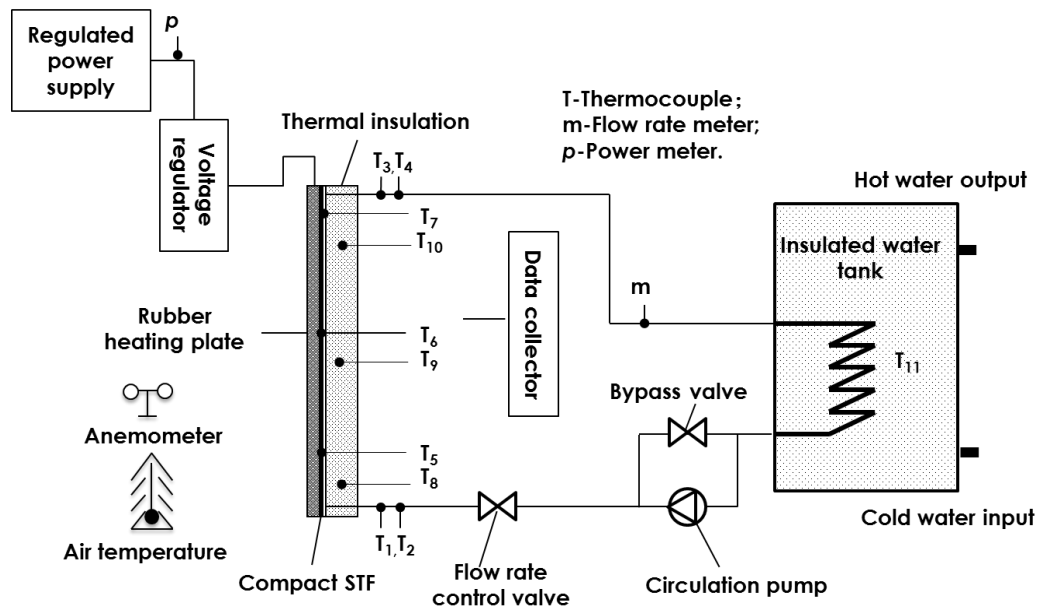 Regulated
power
supply
p
Voltage
regulator
Thermal insulation
T-Thermocouple;
m-Flow rate meter;
p-Power meter.
T3,T4
T7
T10
Data collector
Hot water output
Insulated water
tank
m
Rubber
heating plate
T6
T9
T11
Bypass valve
Anemometer
T5
T8
Air temperature
T1,T2
Cold water input
Compact STF
Flow rate
control valve
Circulation pump